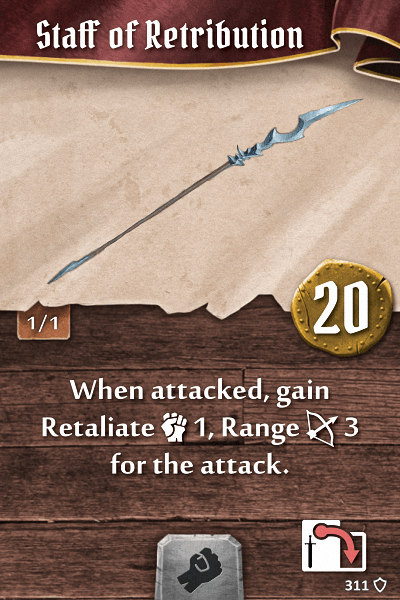 Staff of Retribution
1/1
20
When attacked, gain
Retaliate 1, Range 3
for the attack.
311